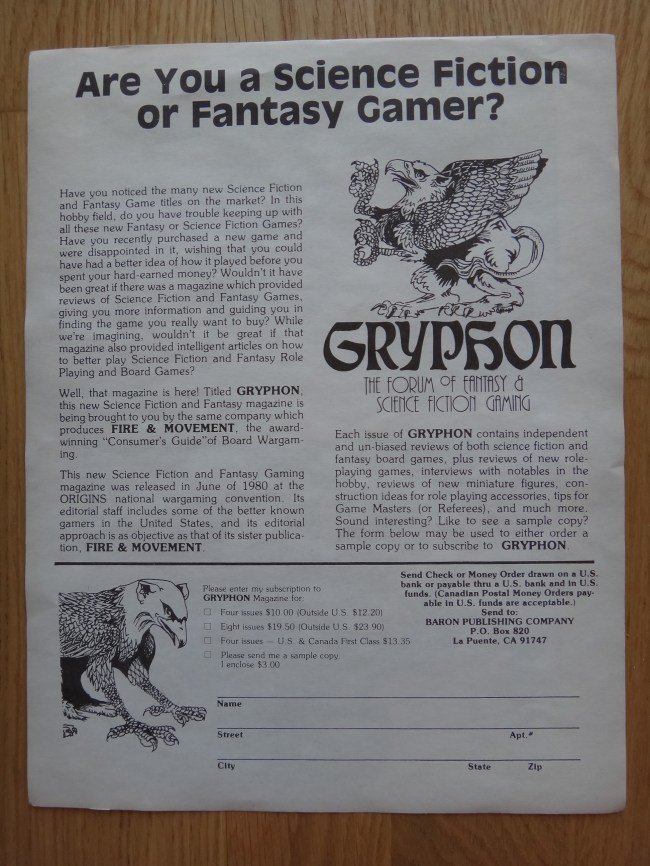 Are You a Science Fiction
or Fantasy Gamer?
Have you noticed the many new Science Fiction
and Fantasy Game titles on the market? In this
hobby field, do you have trouble keeping up with
all these new Fantasy or Science Fiction Games?
Have you recently purchased a new game and
were disappointed in it, wishing that you could
have had a better idea of how it played before you
spent your hard-earned money? Wouldn't it have
been great if there was a magazine which provided
reviews of Science Fiction and Fantasy Games,
giving you more information and guiding you in
finding the game you really want to buy? While
we're imagining, wouldn't it be great if that
magazine also provided intelligent articles on how
to better play Science Fiction and Fantasy Role
Playing and Board Games?
Well, that magazine is here! Titled GRYPHON,
this new Science Fiction and Fantasy magazine is
being brought to you by the same company which
produces FIRE & MOVEMENT, the award-
winning "Consumer's Guide"of Board Wargam-
ing.
This new Science Fiction and Fantasy Gaming
magazine was released in June of 1980 at the
ORIGINS national wargaming convention. Its
editorial staff includes some of the better known
gamers in the United States, and its editorial
approach is as objective as that of its sister publica-
tion, FIRE & MOVEMENT.
GRYPHON
THE FORUM OF FANTASY &
SCIENCE FICTION GAMING
Each issue of GRYPHON contains independent
and un-biased reviews of both science fiction and
fantasy board games, plus reviews of new role-
playing games, interviews with notables in the
hobby, reviews of new miniature figures, con-
struction ideas for role playing accessories, tips for
Game Masters (or Referees), and much more.
Sound interesting? Like to see a sample copy?
The form below may be used to either order a
sample copy or to subscribe to GRYPHON.
Please enter my subscription to
GRYPHON Magazine for:
☐ Four issues $10.00 (Outside U.S. $12.20)
☐ Eight issues $19.50 (Outside U.S. $23.90)
☐ Four issues — U.S. & Canada First Class $13.35
☐ Please send me a sample copy
I enclose $3.00
Send Check or Money Order drawn on a U.S.
bank or payable thru a U.S. bank and in U.S.
funds. (Canadian Postal Money Orders pay-
able in U.S. funds are acceptable.)
Send to:
BARON PUBLISHING COMPANY
P.O. Box 820
La Puente, CA 91747
Name
Street Apt.#
City State Zip